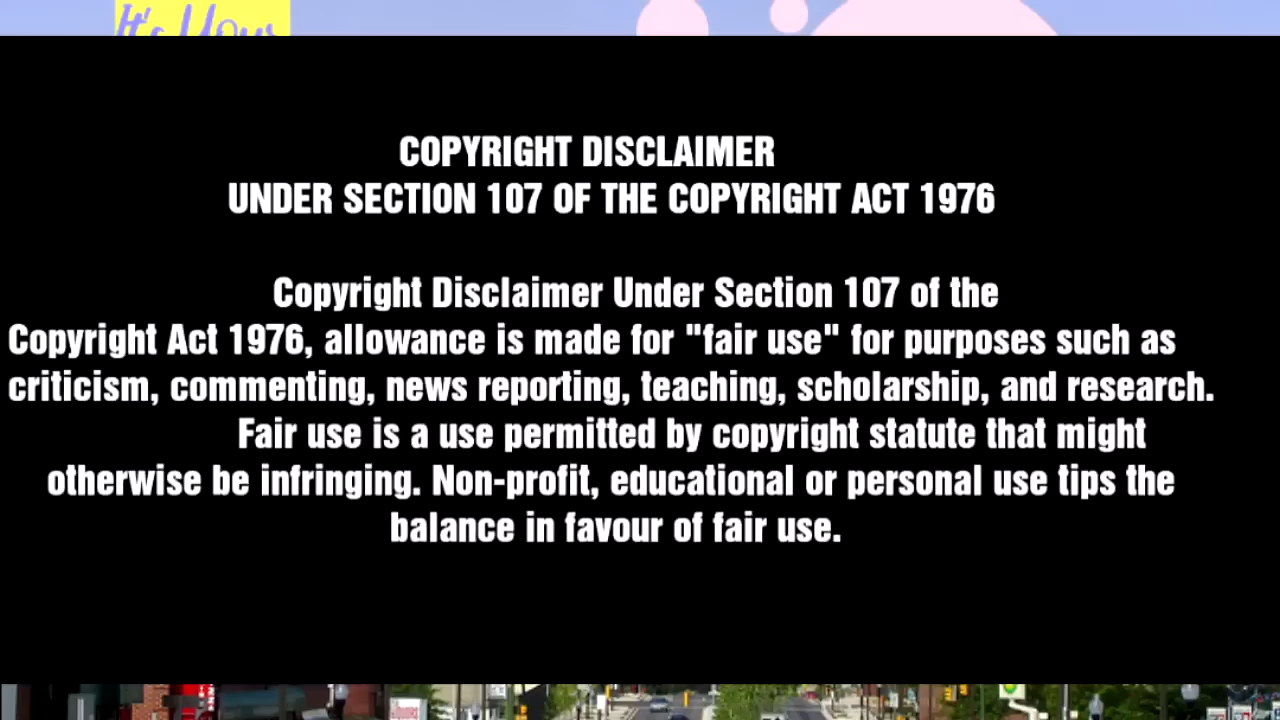 It's Your
COPYRIGHT DISCLAIMER
UNDER SECTION 107 OF THE COPYRIGHT ACT 1976
Copyright Disclaimer Under Section 107 of the
Copyright Act 1976, allowance is made for "fair use" for purposes such as
criticism, commenting, news reporting, teaching, scholarship, and research.
Fair use is a use permitted by copyright statute that might
otherwise be infringing. Non-profit, educational or personal use tips the
balance in favour of fair use.